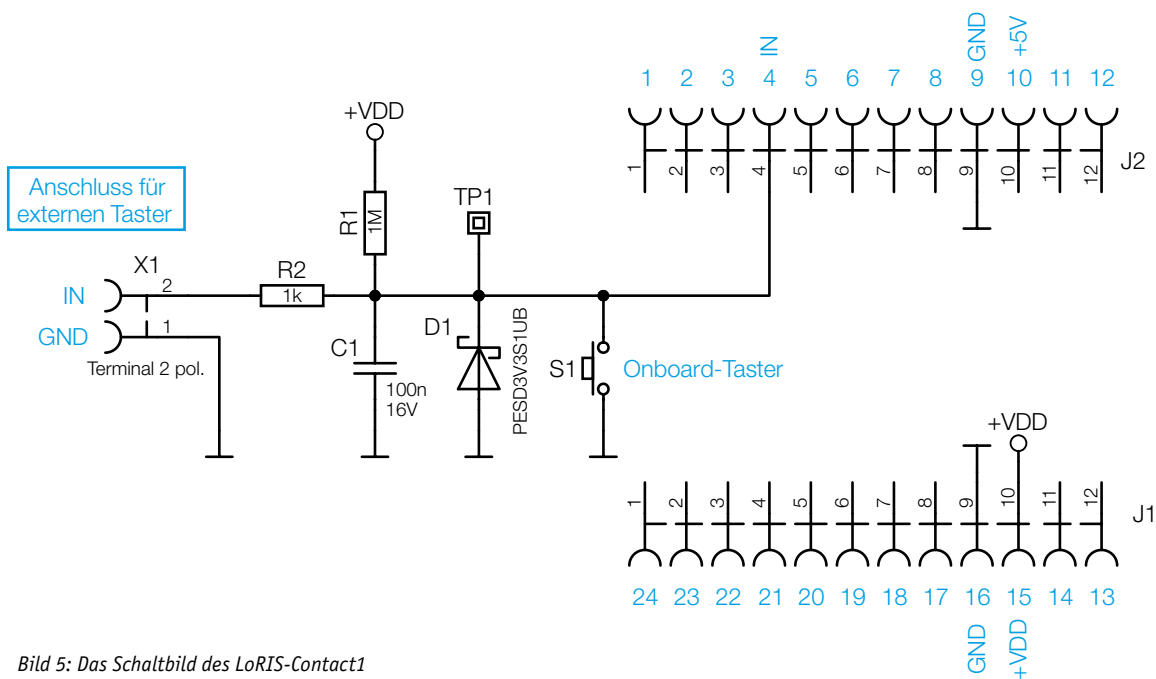 IN
GND
+5V
1 2 3 4 5 6 7 8 9 10 11 12
1 2 3 4 5 6 7 8 9 10 11 12
J2
+VDD
Anschluss für
externen Taster
R1
1M
TP1
X1
IN
2
R2
1k
GND
1
Terminal 2 pol.
C1
100n
16V
D1
PESD3V3S1UB
S1
Onboard-Taster
+VDD
1 2 3 4 5 6 7 8 9 10 11 12
J1
24 23 22 21 20 19 18 17 16 15 14 13
GND
+VDD
Bild 5: Das Schaltbild des LoRIS-Contact1